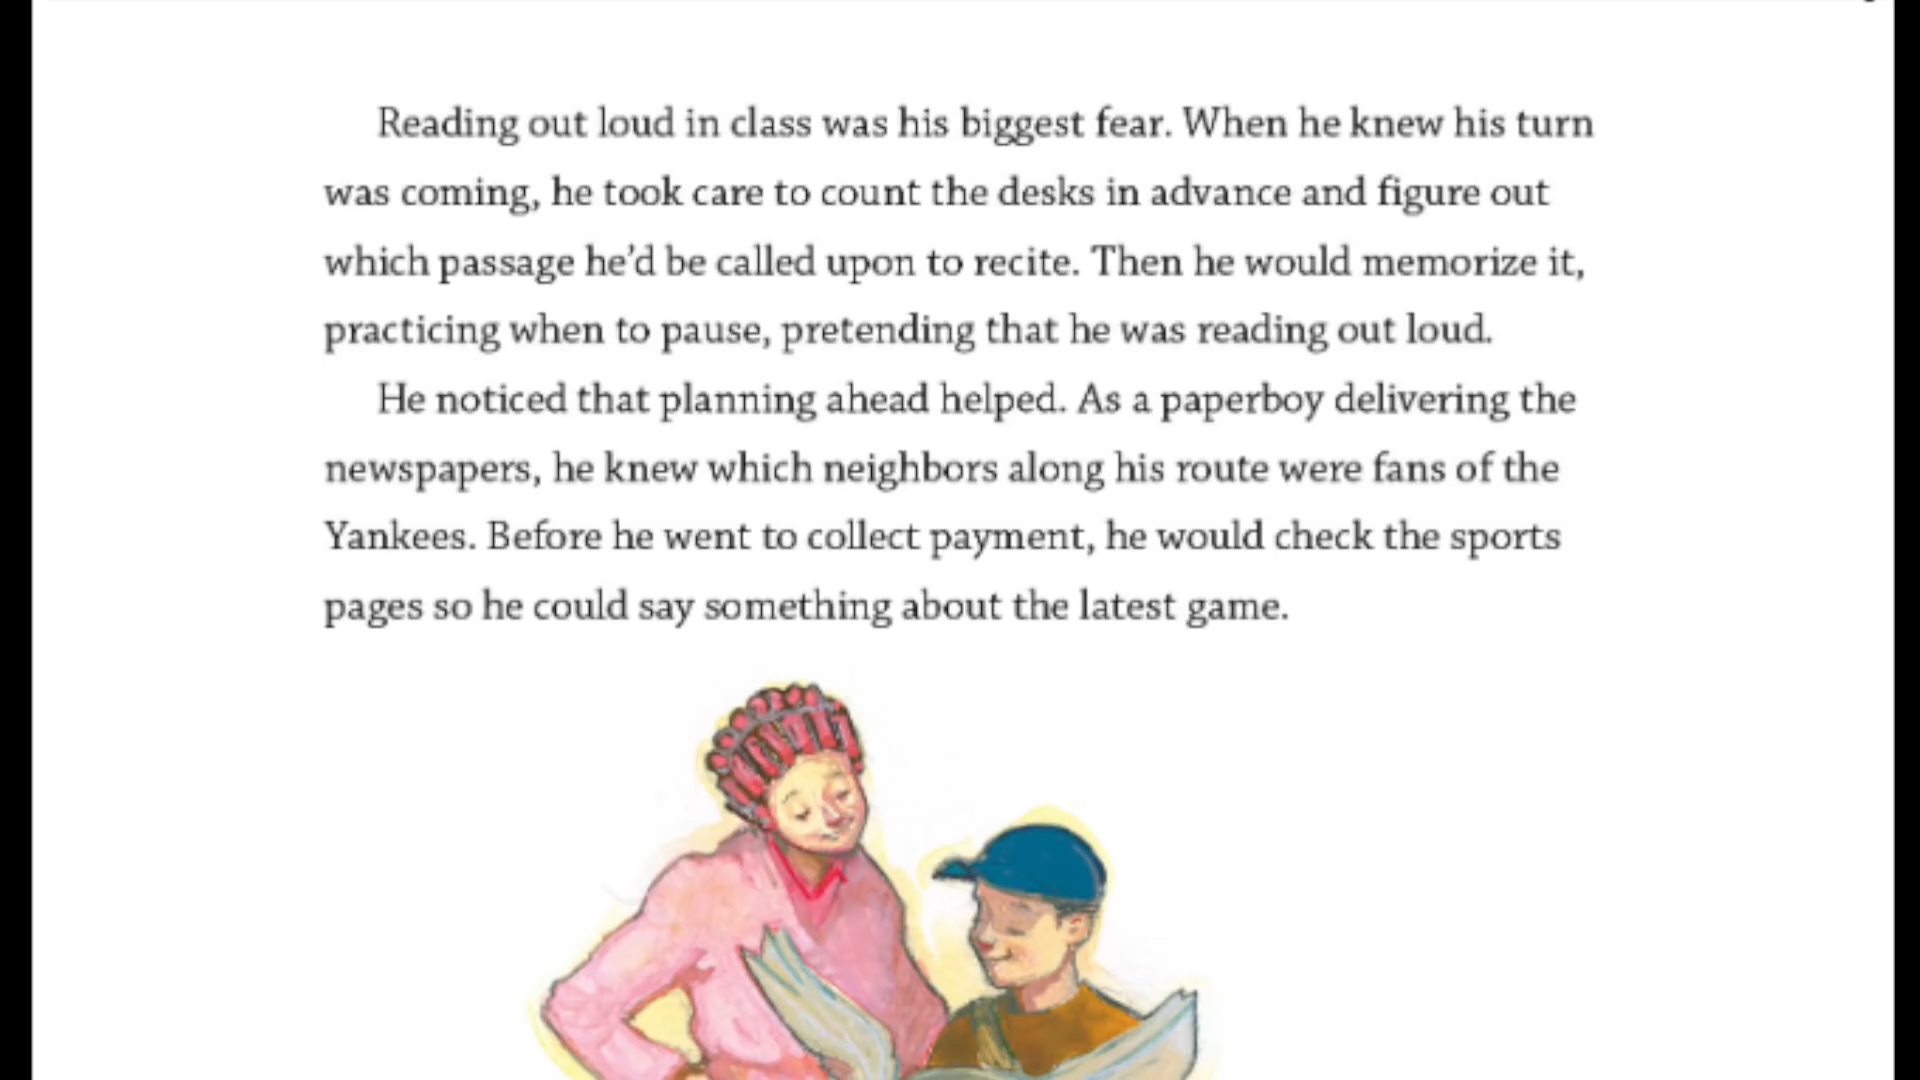 Reading out loud in class was his biggest fear. When he knew his turn
was coming, he took care to count the desks in advance and figure out
which passage he’d be called upon to recite. Then he would memorize it,
practicing when to pause, pretending that he was reading out loud.
He noticed that planning ahead helped. As a paperboy delivering the
newspapers, he knew which neighbors along his route were fans of the
Yankees. Before he went to collect payment, he would check the sports
pages so he could say something about the latest game.